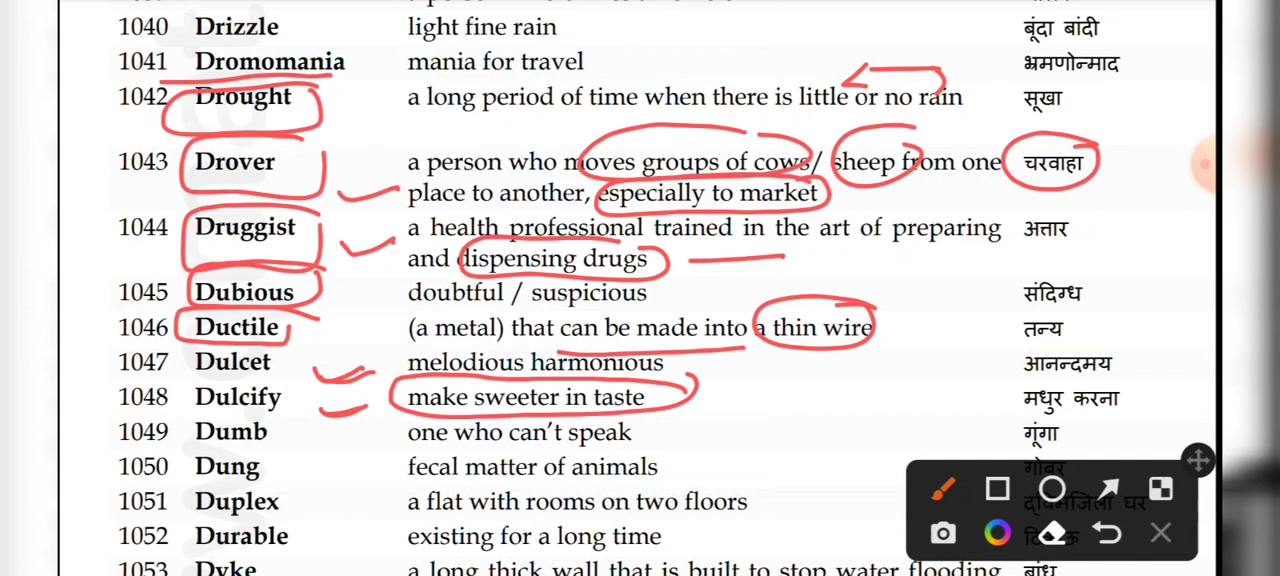 1040 Drizzle light fine rain बूंदा बांदी
1041 Dromomania mania for travel भ्रमणोन्माद
1042 Drought a long period of time when there is little or no rain सूखा
1043 Drover a person who moves groups of cows/ sheep from one चरवाहा
place to another, especially to market
1044 Druggist a health professional trained in the art of preparing अत्तार
and dispensing drugs
1045 Dubious doubtful / suspicious संदिग्ध
1046 Ductile (a metal) that can be made into a thin wire तन्य
1047 Dulcet melodious harmonious आनन्दमय
1048 Dulcify make sweeter in taste मधुर करना
1049 Dumb one who can't speak गूंगा
1050 Dung fecal matter of animals गोबर
1051 Duplex a flat with rooms on two floors घर
1052 Durable existing for a long time
1053 Dyke a long thick wall that is built to stop water flooding बांध